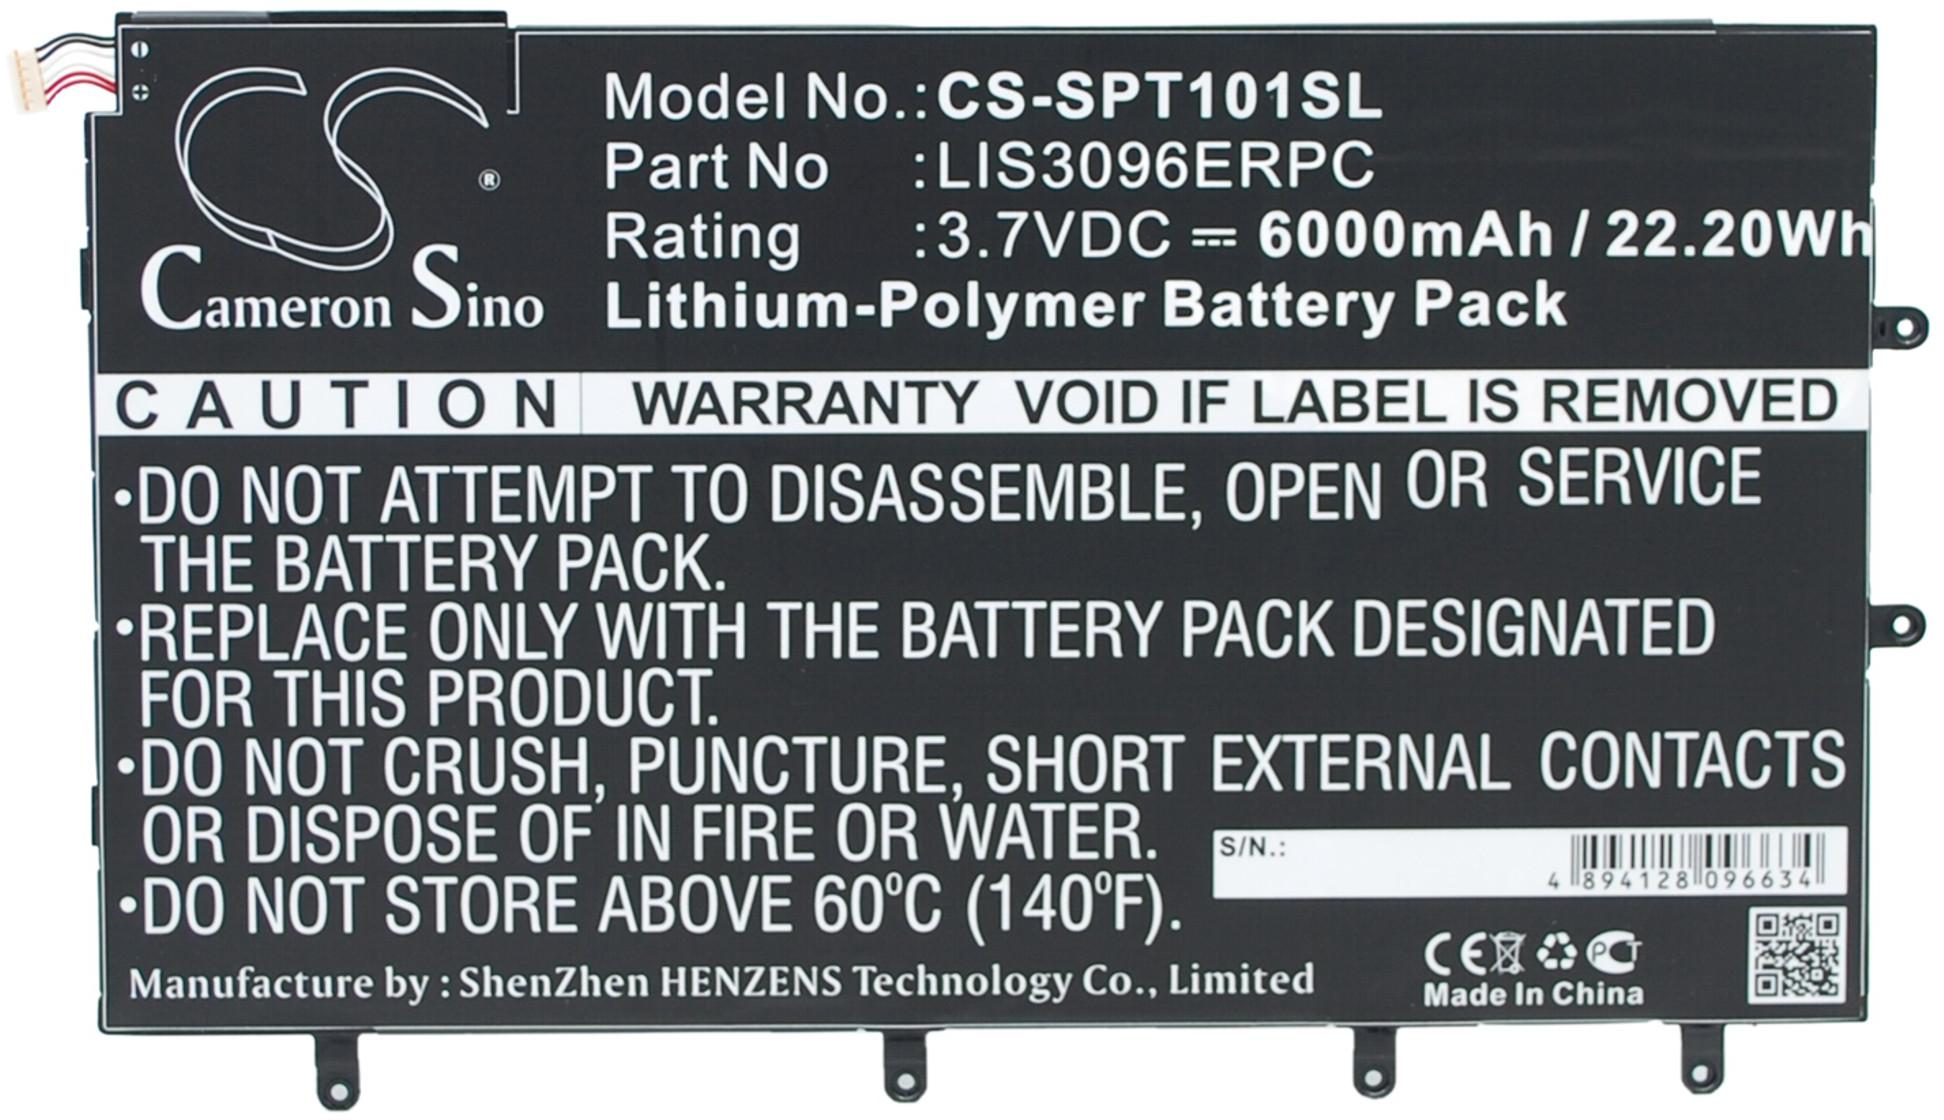 Cameron Sino
®
Model No.:CS-SPT101SL
Part No :LIS3096ERPC
Rating :3.7VDC ⎓ 6000mAh / 22.20Wh
Lithium-Polymer Battery Pack
CAUTION WARRANTY VOID IF LABEL IS REMOVED
•DO NOT ATTEMPT TO DISASSEMBLE, OPEN OR SERVICE
THE BATTERY PACK.
•REPLACE ONLY WITH THE BATTERY PACK DESIGNATED
FOR THIS PRODUCT.
•DO NOT CRUSH, PUNCTURE, SHORT EXTERNAL CONTACTS
OR DISPOSE OF IN FIRE OR WATER.
•DO NOT STORE ABOVE 60⁰C (140⁰F).
S/N.:
4 894128 096634
Manufacture by : ShenZhen HENZENS Technology Co., Limited
CE PCT
Made In China